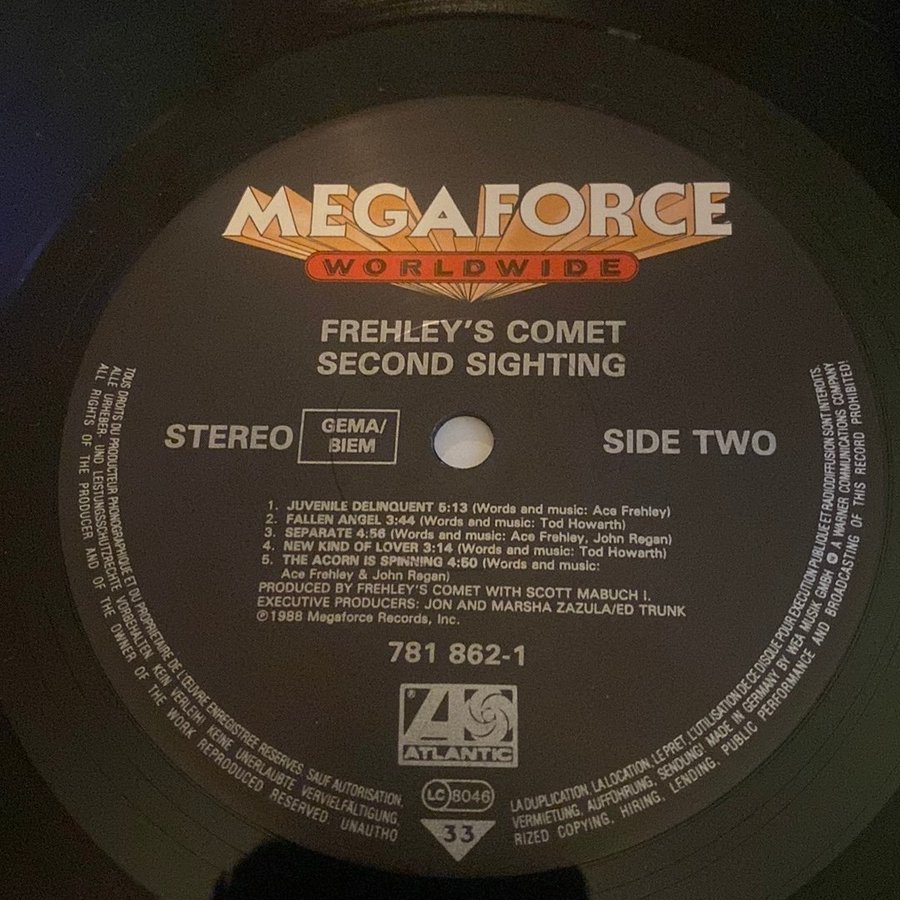 MEGAFORCE
WORLDWIDE
FREHLEY'S COMET
SECOND SIGHTING
STEREO
GEMA/
BIEM
SIDE TWO
1. JUVENILE DELINQUENT 5:13 (Words and music: Ace Frehley)
2. FALLEN ANGEL 3:44 (Words and music: Tod Howarth)
3. SEPARATE 4:56 (Words and music: Ace Frehley, John Regan)
4. NEW KIND OF LOVER 3:14 (Words and music: Tod Howarth)
5. THE ACORN IS SPINNING 4:50 (Words and music:
Ace Frehley & John Regan)
PRODUCED BY FREHLEY'S COMET WITH SCOTT MABUCH I.
EXECUTIVE PRODUCERS: JON AND MARSHA ZAZULA/ED TRUNK
℗1988 Megaforce Records, Inc.
781 862-1
® ATLANTIC
LC 8046
33
TOUS DROITS DU PRODUCTEUR PHONOGRAPHIQUE ET DU PROPRIETAIRE DE L'ŒUVRE ENREGISTREE RESERVES. SAUF AUTORISATION, LA DUPLICATION, LA LOCATION, LE PRET, L'UTILISATION DE CE DISQUE POUR EXECUTION PUBLIQUE ET RADIODIFFUSION SONT INTERDITS.
ALLE URHEBER- UND LEISTUNGSSCHUTZRECHTE VORBEHALTEN. KEIN VERLEIH! KEINE UNERLAUBTE VERVIELFÄLTIGUNG, VERMIETUNG, AUFFÜHRUNG, SENDUNG! MADE IN GERMANY BY WEA MUSIK GMBH A WARNER COMMUNICATIONS COMPANY
ALL RIGHTS OF THE PRODUCER AND OF THE OWNER OF THE WORK REPRODUCED RESERVED UNAUTHORIZED COPYING, HIRING, LENDING, PUBLIC PERFORMANCE AND BROADCASTING OF THIS RECORD PROHIBITED!